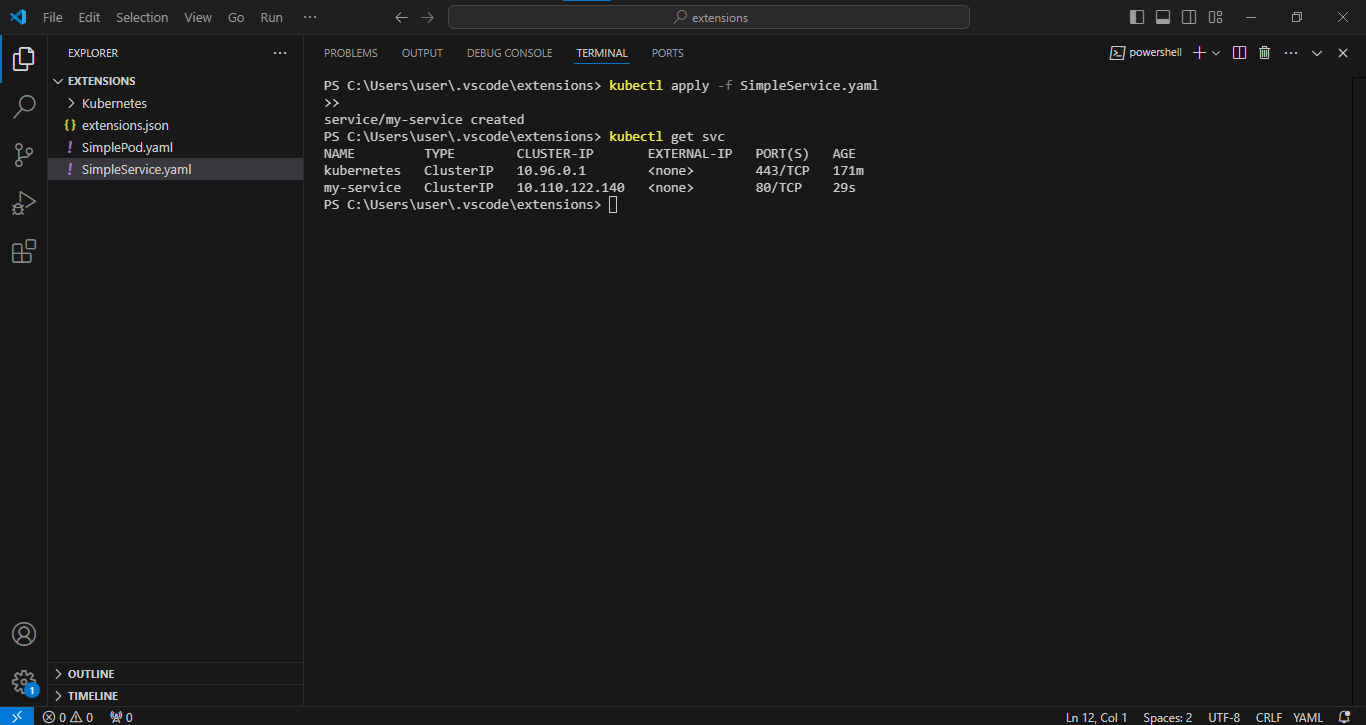 File Edit Selection View Go Run ···
extensions
EXPLORER ···
EXTENSIONS
Kubernetes
{} extensions.json
! SimplePod.yaml
! SimpleService.yaml
OUTLINE
TIMELINE
PROBLEMS OUTPUT DEBUG CONSOLE TERMINAL PORTS
powershell
PS C:\Users\user\.vscode\extensions> kubectl apply -f SimpleService.yaml
>>
service/my-service created
PS C:\Users\user\.vscode\extensions> kubectl get svc
NAME TYPE CLUSTER-IP EXTERNAL-IP PORT(S) AGE
kubernetes ClusterIP 10.96.0.1 <none> 443/TCP 171m
my-service ClusterIP 10.110.122.140 <none> 80/TCP 29s
PS C:\Users\user\.vscode\extensions>
1
0 0 0
Ln 12, Col 1 Spaces: 2 UTF-8 CRLF YAML